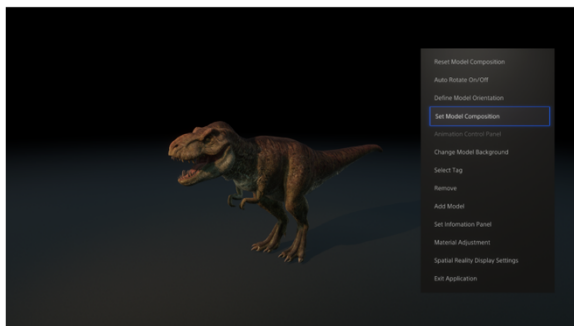 Reset Model Composition
Auto Rotate On/Off
Define Model Orientation
Set Model Composition
Animation Control Panel
Change Model Background
Select Tag
Remove
Add Model
Set Infomation Panel
Material Adjustment
Spatial Reality Display Settings
Exit Application